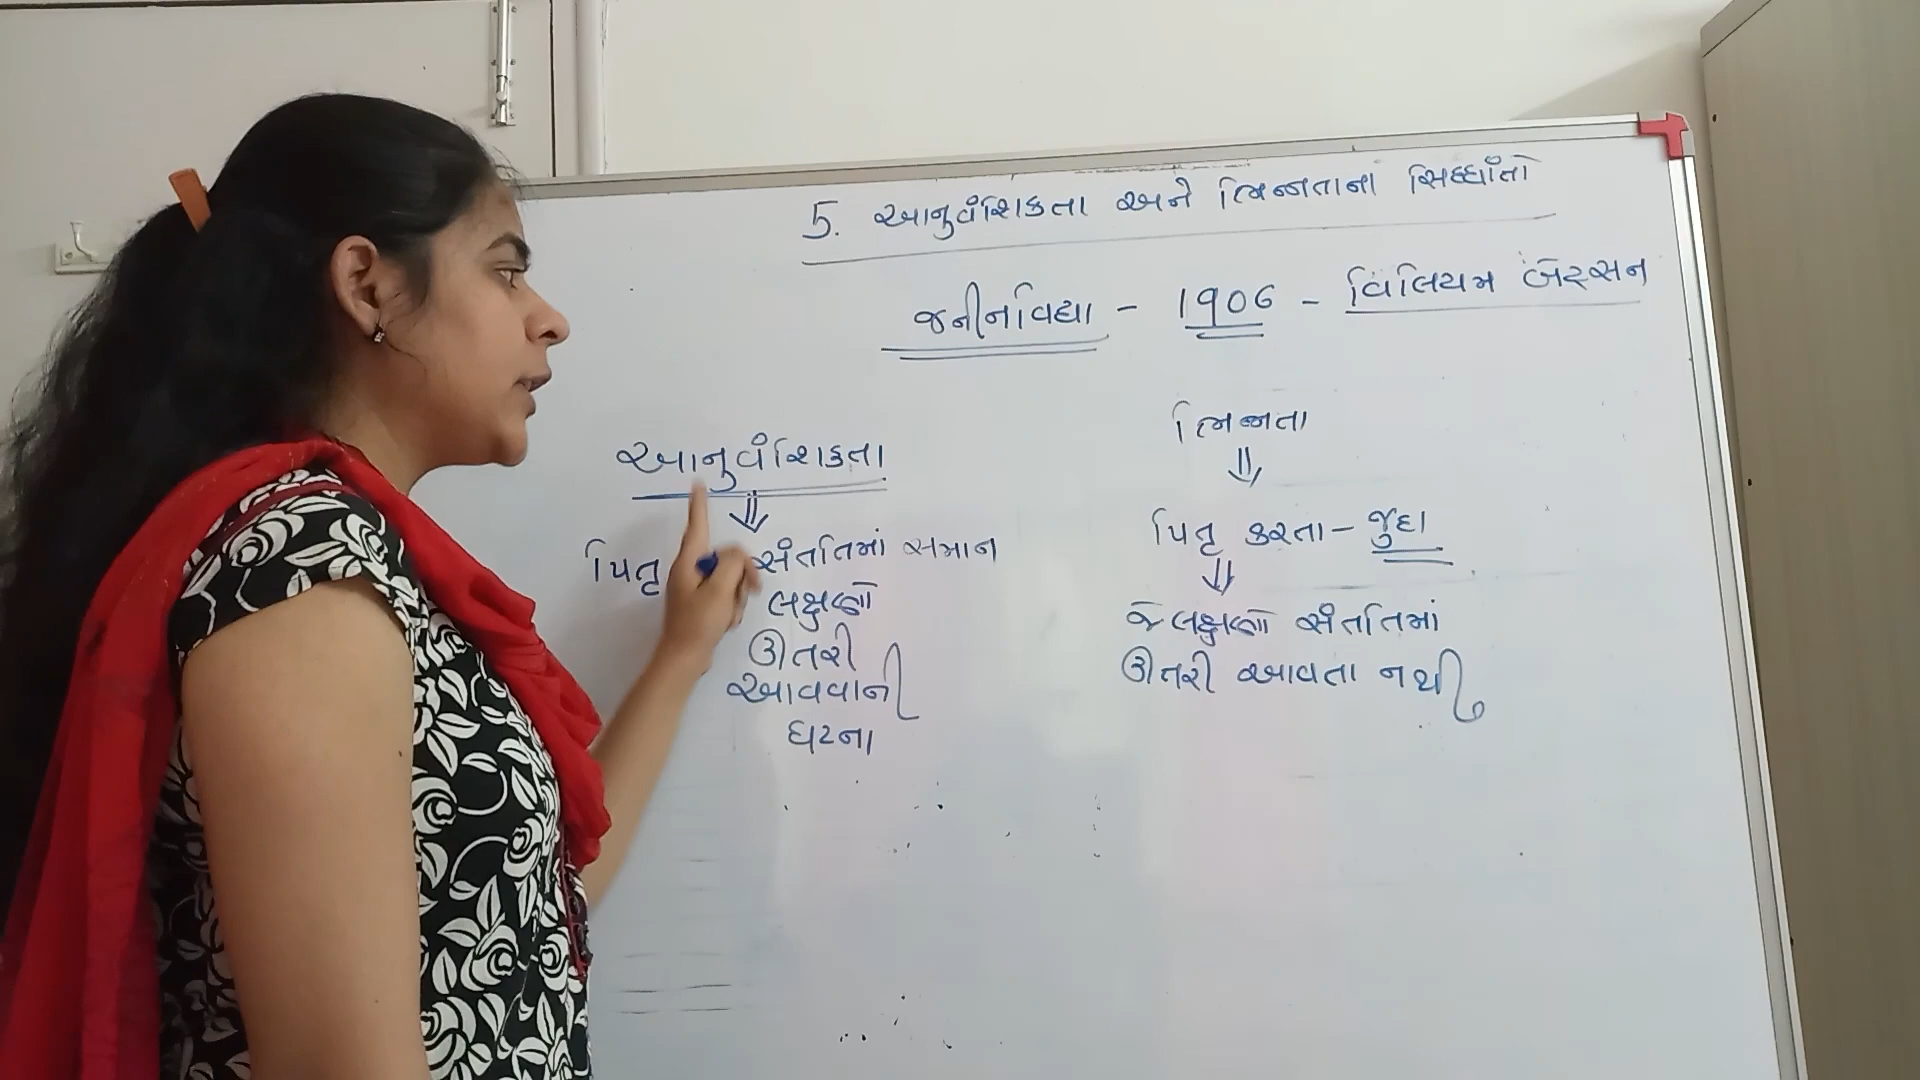 5. આનુવંશિકતા અને ભિન્નતાના સિદ્ધાંતો
જનીનવિદ્યા - 1906 - વિલિયમ બેટ્સન
આનુવંશિકતા
⇓
પિતૃ સંતતિમાં સમાન
લક્ષણો
ઊતરી
આવવાની
ઘટના
ભિન્નતા
⇓
પિતૃ કરતા - જુદા
⇓
જે લક્ષણો સંતતિમાં
ઊતરી આવતા નથી